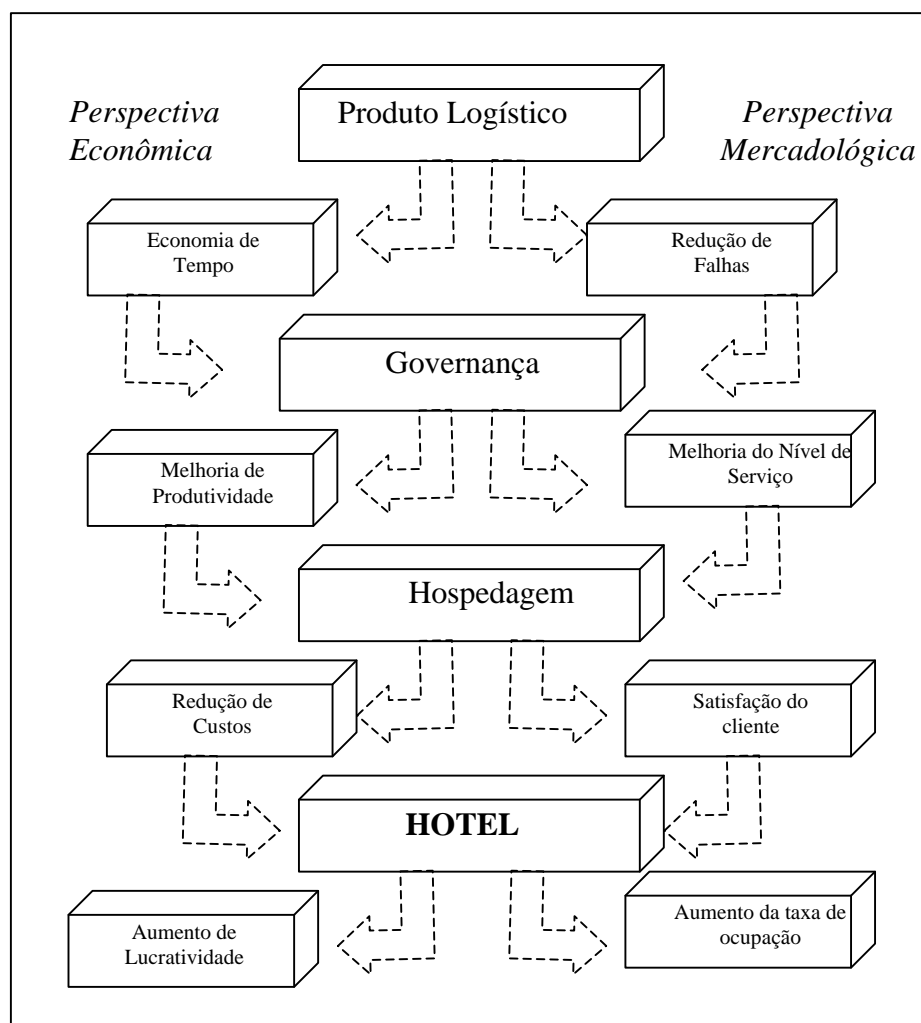 Produto Logístico
Perspectiva
Econômica
Perspectiva
Mercadológica
Economia de
Tempo
Redução de
Falhas
Governança
Melhoria de
Produtividade
Melhoria do Nível de
Serviço
Hospedagem
Redução de
Custos
Satisfação do
cliente
HOTEL
Aumento de
Lucratividade
Aumento da taxa de
ocupação